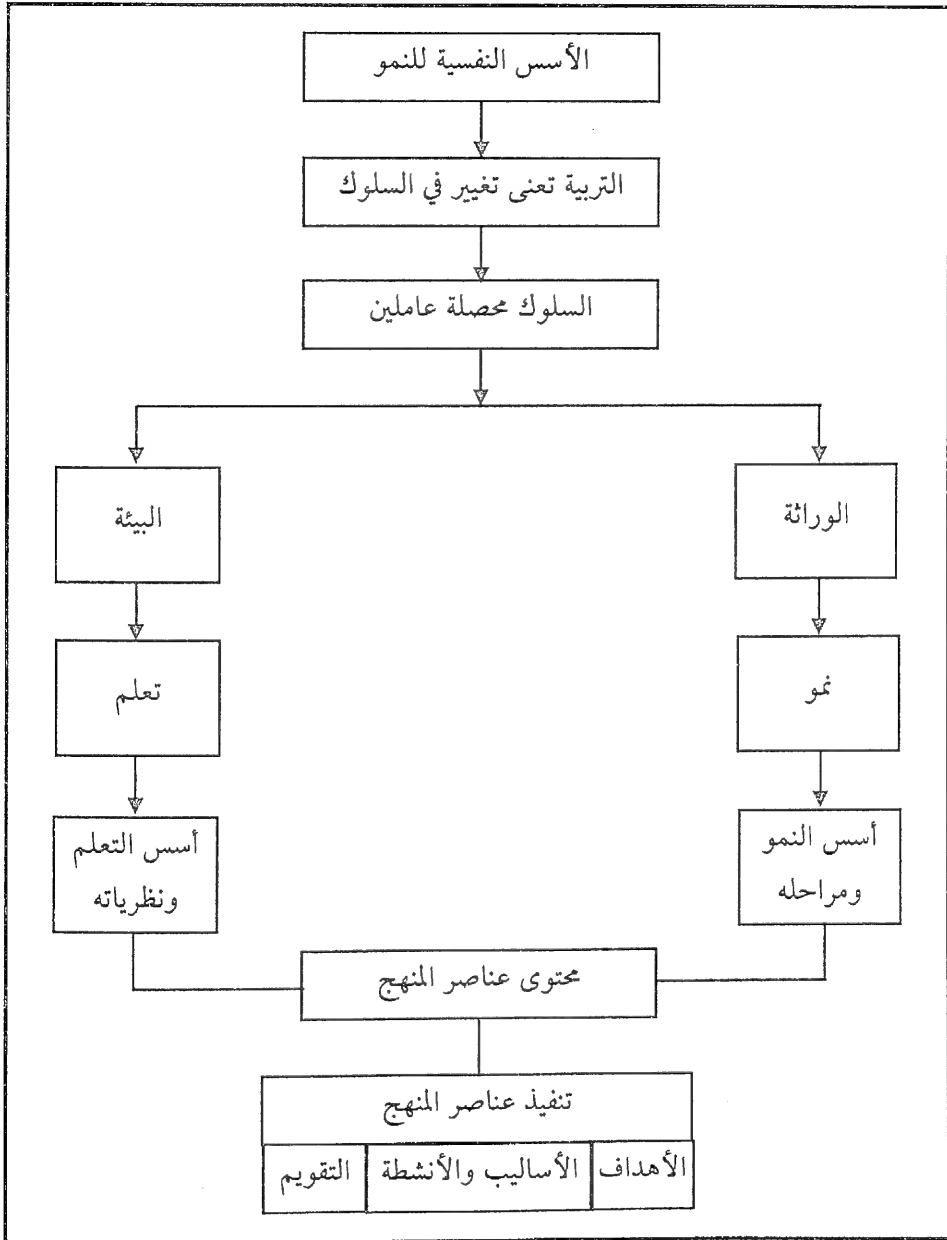 الأسس النفسية للنمو
التربية تعنى تغيير في السلوك
السلوك محصلة عاملين
الوراثة
البيئة
نمو
تعلم
أسس النمو
ومراحله
أسس التعلم
ونظرياته
محتوى عناصر المنهج
تنفيذ عناصر المنهج
الأهداف
الأساليب والأنشطة
التقويم